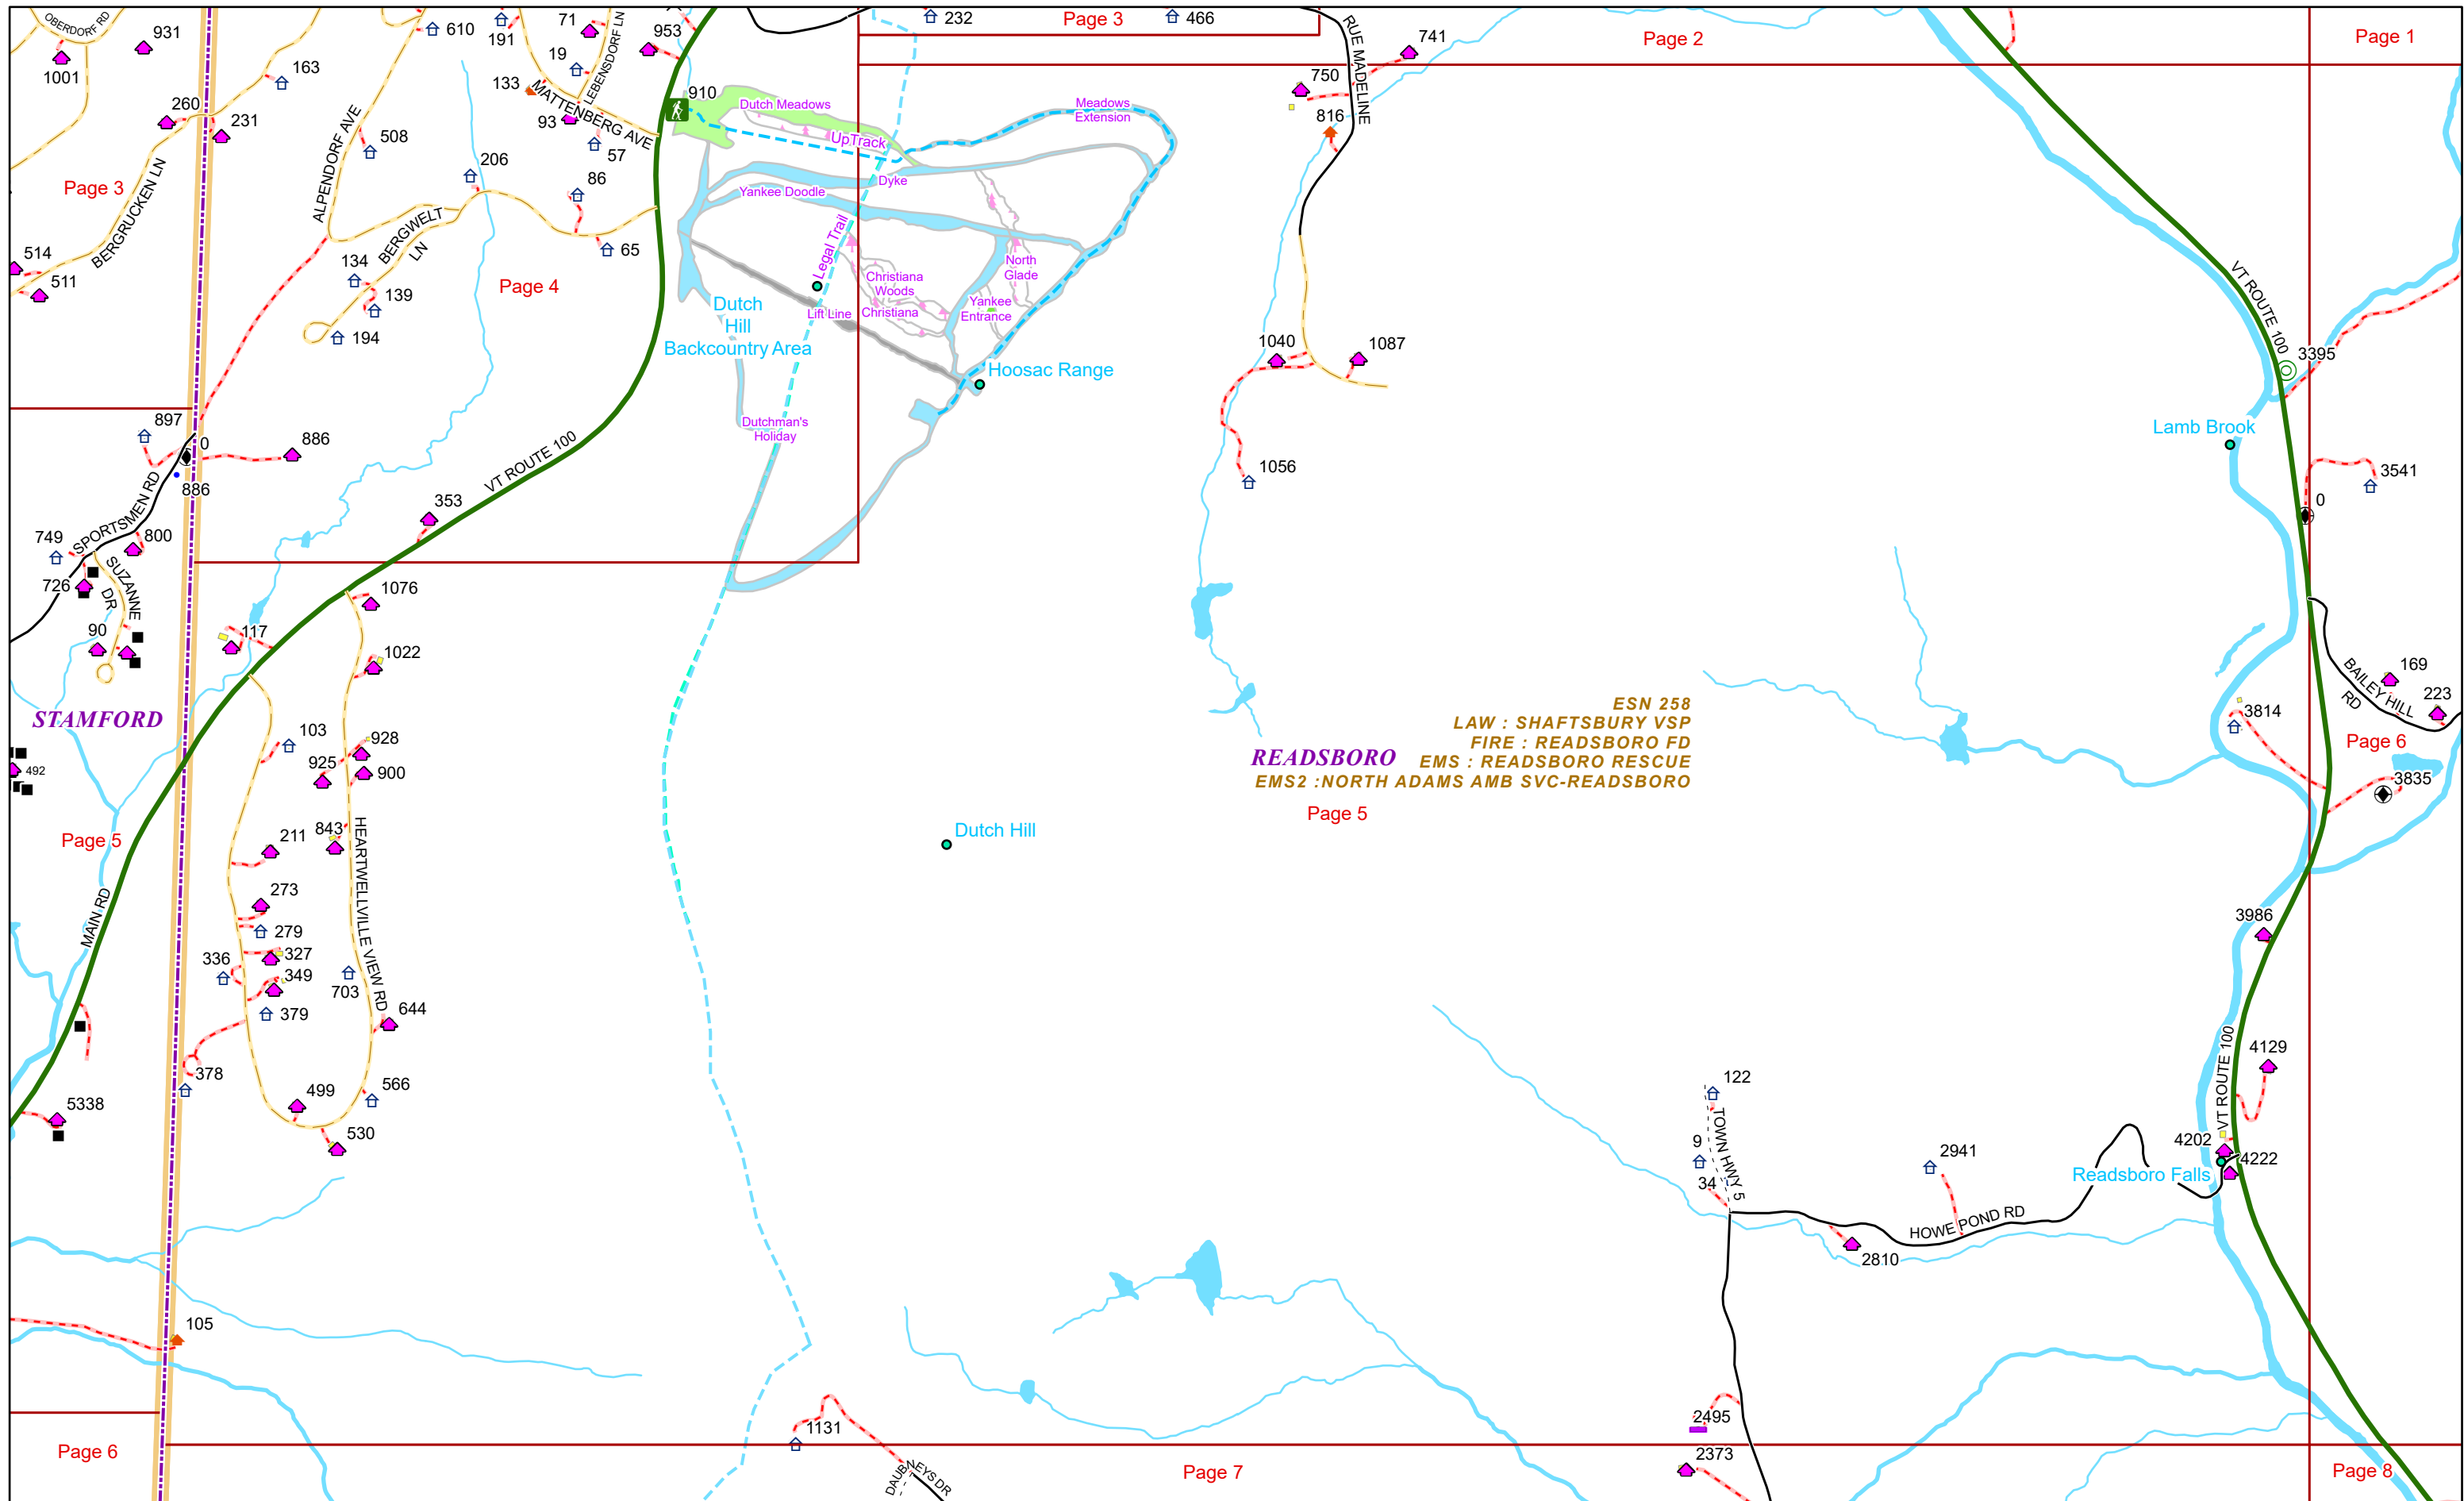 OBERDORF RD
931
1001
163
260
231
610
191
71
19
133
LEBENSDORF LN
MATTENBERG AVE
93
57
953
910
232
Page 3
466
RUE MADELINE
741
750
816
Page 2
Page 1
Page 3
BERGRUCKEN LN
514
511
ALPENDORF AVE
508
206
86
65
BERGWELT
LN
134
139
194
Page 4
Dutch Meadows
UpTrack
Meadows
Extension
Dyke
Yankee Doodle
Legal Trail
North
Glade
Christiana
Woods
Yankee
Entrance
Lift Line
Christiana
Dutch
Hill
Backcountry Area
Hoosac Range
Dutchman's
Holiday
1040
1087
1056
VT ROUTE 100
3395
Lamb Brook
3541
0
897
0
886
886
SPORTSMEN RD
749
800
726
SUZANNE
DR
90
353
VT ROUTE 100
1076
117
1022
STAMFORD
103
928
925
900
492
843
211
HEARTWELLVILLE VIEW RD
Page 5
MAIN RD
273
279
327
336
349
703
379
644
378
499
566
530
5338
105
Page 6
ESN 258
LAW : SHAFTSBURY VSP
FIRE : READSBORO FD
READSBORO
EMS : READSBORO RESCUE
EMS2 :NORTH ADAMS AMB SVC-READSBORO
Page 5
Dutch Hill
BAILEY HILL
RD
169
223
3814
Page 6
3835
3986
VT ROUTE 100
4129
4202
4222
Readsboro Falls
122
9
34
TOWN HWY 5
2941
HOWE POND RD
2810
2495
2373
1131
DAUBNEYS DR
Page 7
Page 8